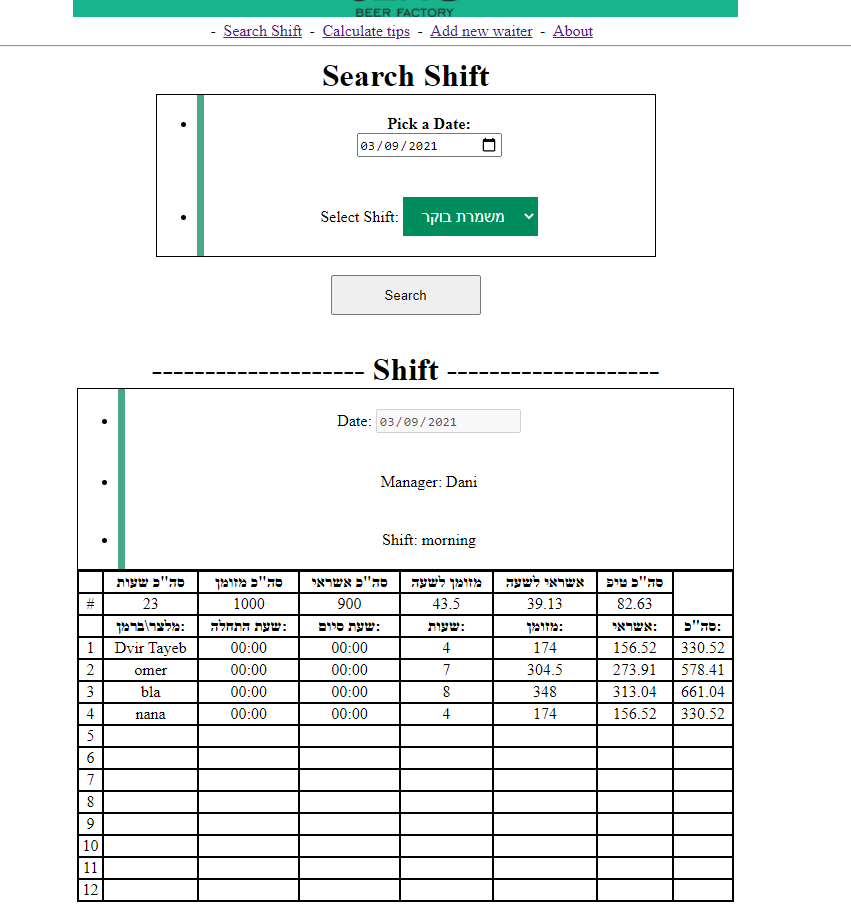 BEER FACTORY
- Search Shift - Calculate tips - Add new waiter - About
Search Shift
Pick a Date:
03/09/2021
Select Shift: משמרת בוקר
Search
-------------------- Shift --------------------
Date: 03/09/2021
Manager: Dani
Shift: morning
סה"כ שעות סה"כ מזומן סה"כ אשראי מזומן לשעה אשראי לשעה סה"כ טיפ
# 23 1000 900 43.5 39.13 82.63
מלצר\ברמן: שעת התחלה: שעת סיום: שעות: מזומן: אשראי: סה"כ:
1 Dvir Tayeb 00:00 00:00 4 174 156.52 330.52
2 omer 00:00 00:00 7 304.5 273.91 578.41
3 bla 00:00 00:00 8 348 313.04 661.04
4 nana 00:00 00:00 4 174 156.52 330.52
5
6
7
8
9
10
11
12